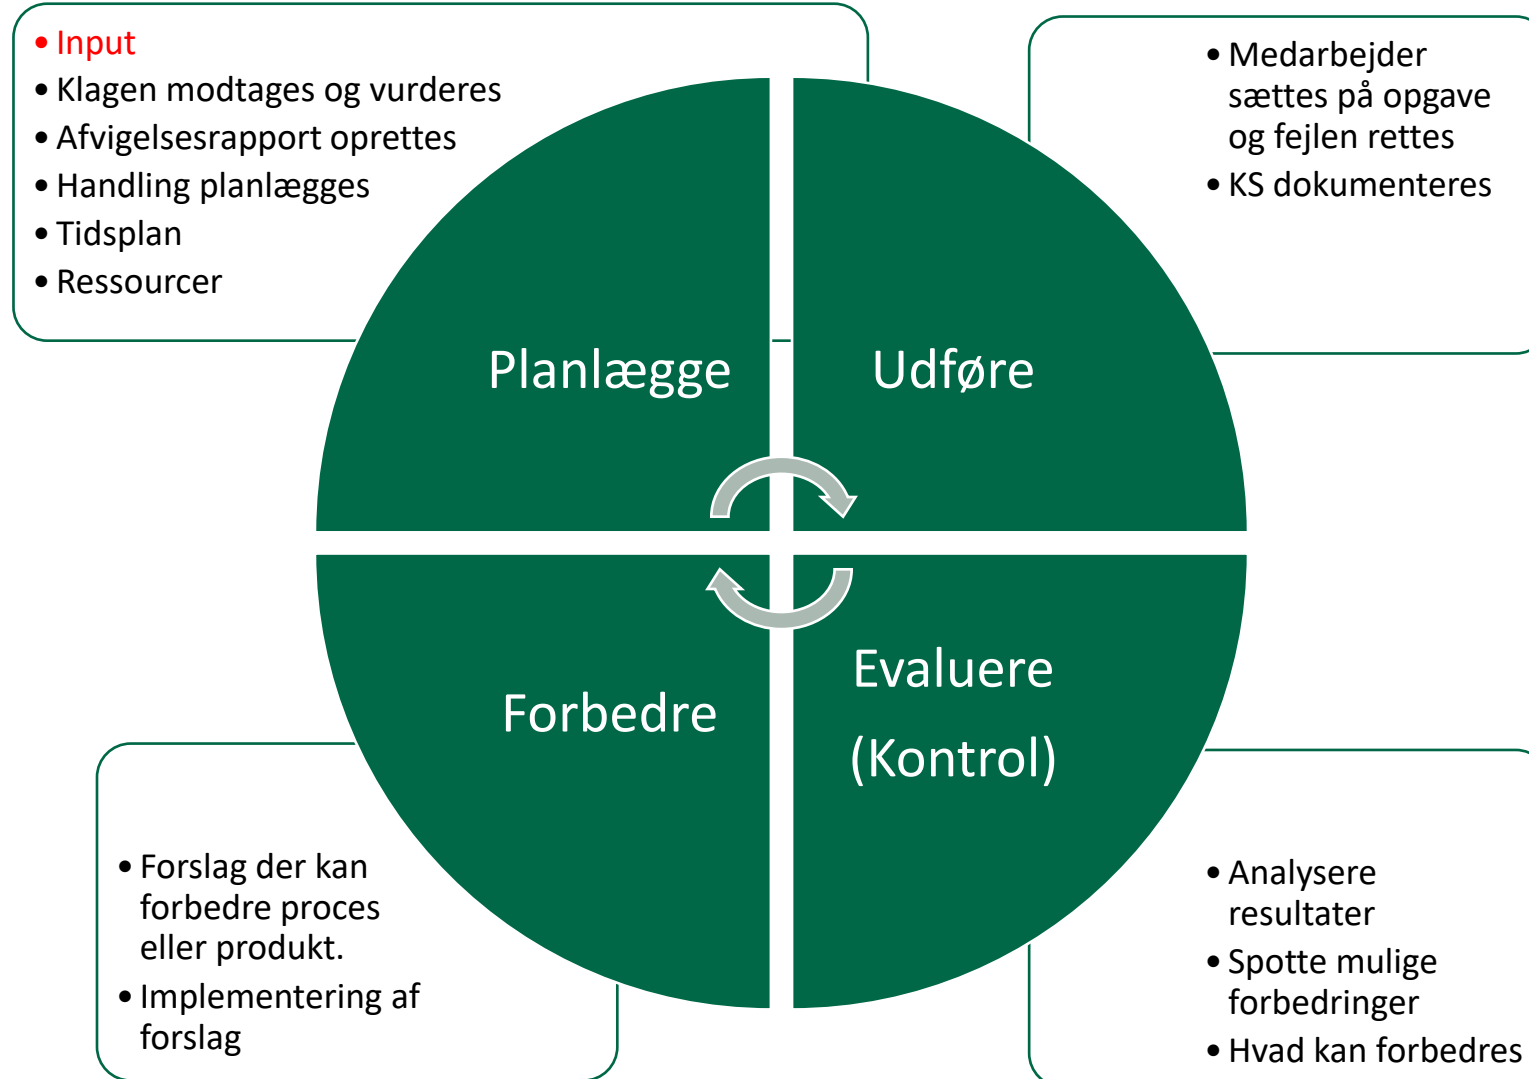 • Input
• Klagen modtages og vurderes
• Afvigelsesrapport oprettes
• Handling planlægges
• Tidsplan
• Ressourcer
• Medarbejder
sættes på opgave
og fejlen rettes
• KS dokumenteres
Planlægge
Udføre
Forbedre
Evaluere
(Kontrol)
• Forslag der kan
forbedre proces
eller produkt.
• Implementering af
forslag
• Analysere
resultater
• Spotte mulige
forbedringer
• Hvad kan forbedres